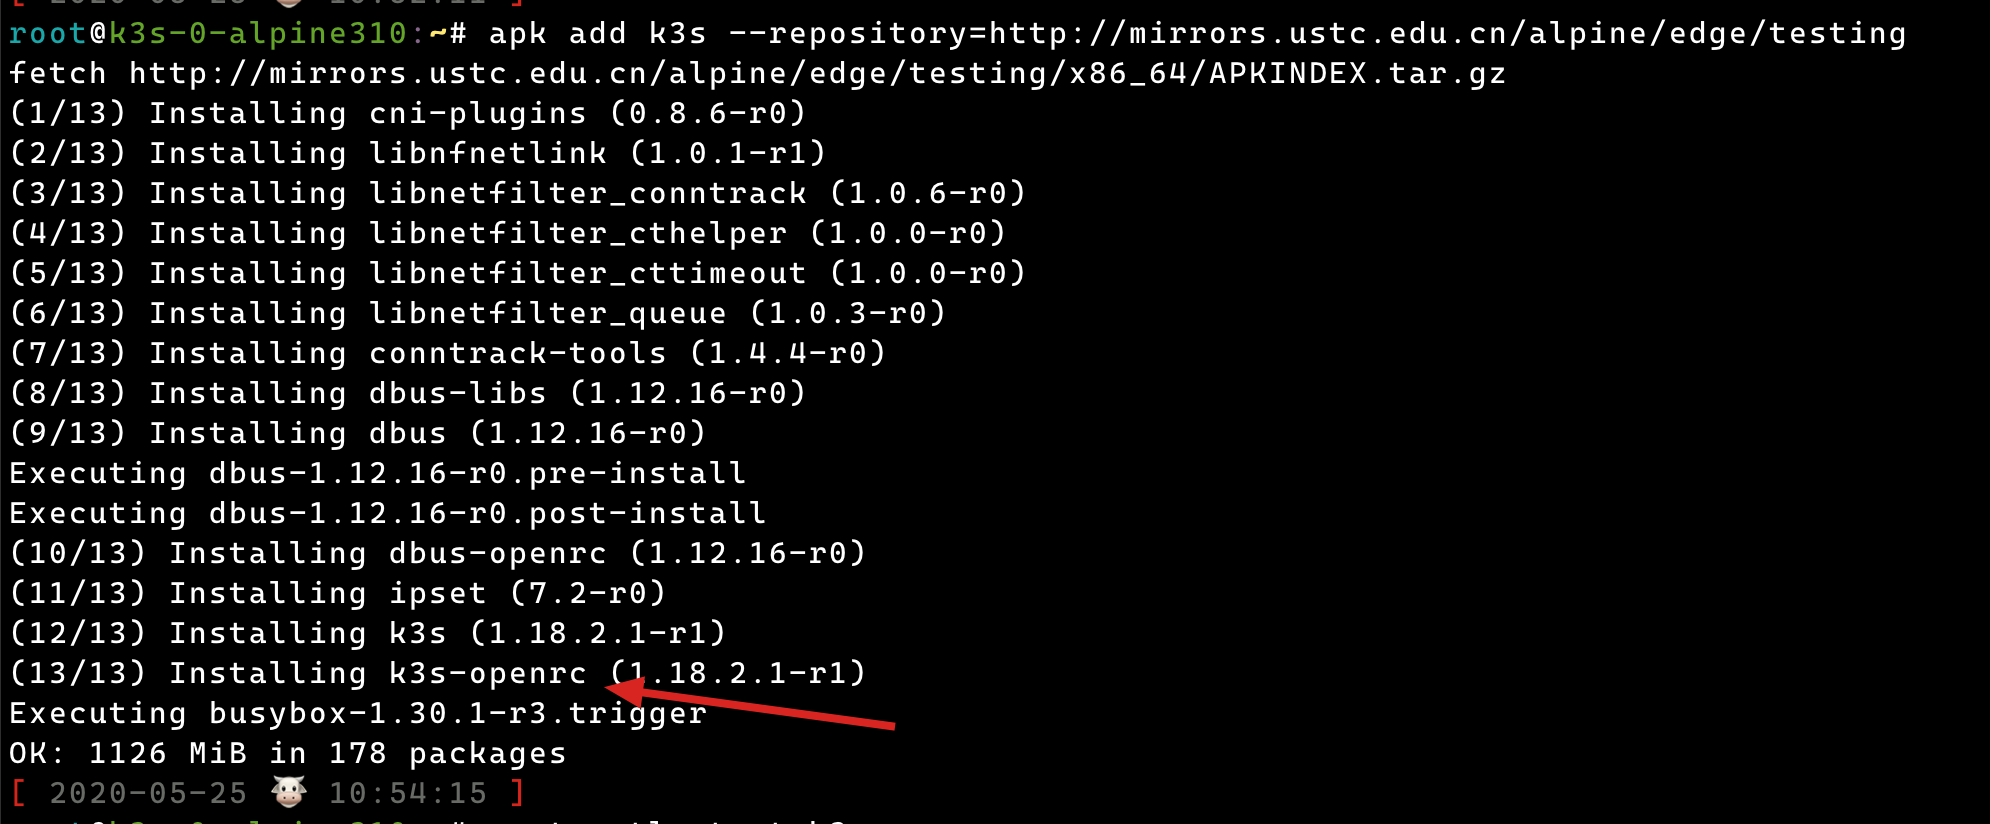 [ 2020-05-25 10:52:11 ]
root@k3s-0-alpine310:~# apk add k3s --repository=http://mirrors.ustc.edu.cn/alpine/edge/testing
fetch http://mirrors.ustc.edu.cn/alpine/edge/testing/x86_64/APKINDEX.tar.gz
(1/13) Installing cni-plugins (0.8.6-r0)
(2/13) Installing libnfnetlink (1.0.1-r1)
(3/13) Installing libnetfilter_conntrack (1.0.6-r0)
(4/13) Installing libnetfilter_cthelper (1.0.0-r0)
(5/13) Installing libnetfilter_cttimeout (1.0.0-r0)
(6/13) Installing libnetfilter_queue (1.0.3-r0)
(7/13) Installing conntrack-tools (1.4.4-r0)
(8/13) Installing dbus-libs (1.12.16-r0)
(9/13) Installing dbus (1.12.16-r0)
Executing dbus-1.12.16-r0.pre-install
Executing dbus-1.12.16-r0.post-install
(10/13) Installing dbus-openrc (1.12.16-r0)
(11/13) Installing ipset (7.2-r0)
(12/13) Installing k3s (1.18.2.1-r1)
(13/13) Installing k3s-openrc (1.18.2.1-r1)
Executing busybox-1.30.1-r3.trigger
OK: 1126 MiB in 178 packages
[ 2020-05-25 🐮 10:54:15 ]